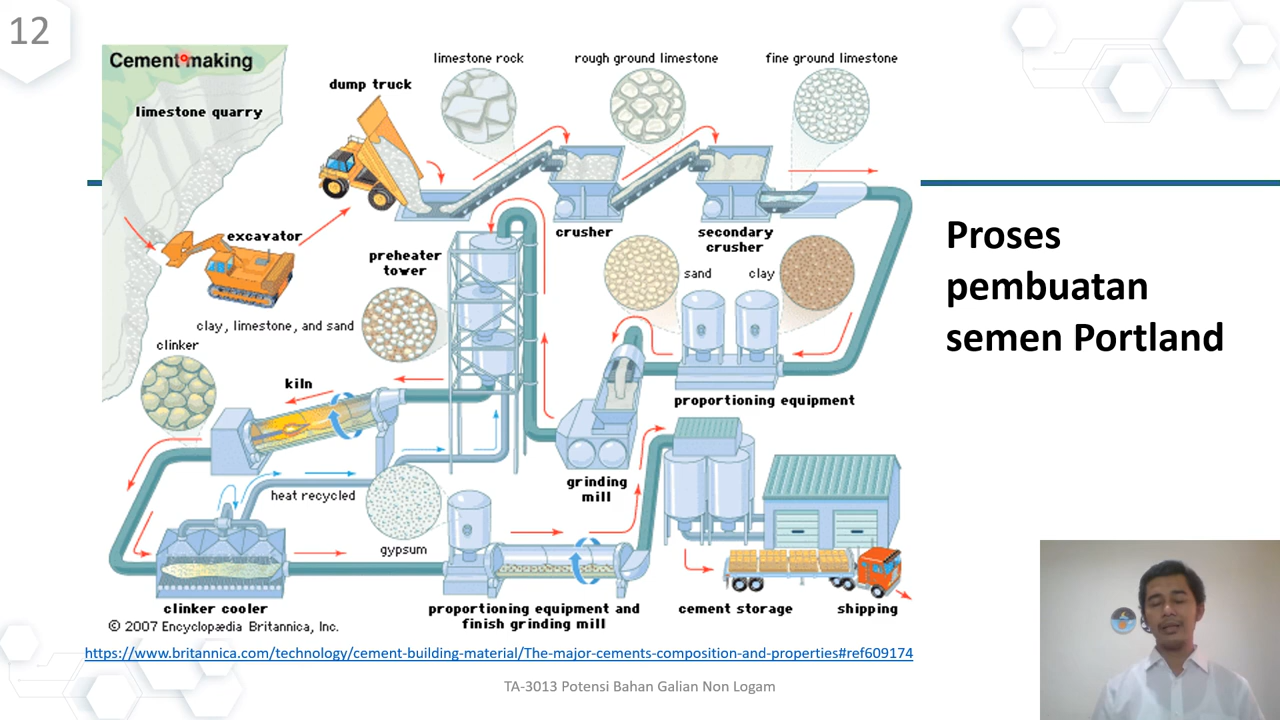 12
Cement making
limestone quarry
dump truck
limestone rock
rough ground limestone
fine ground limestone
excavator
crusher
secondary
crusher
preheater
tower
sand
clay
clay, limestone, and sand
clinker
kiln
proportioning equipment
grinding
mill
heat recycled
gypsum
clinker cooler
proportioning equipment and
finish grinding mill
cement storage
shipping
© 2007 Encyclopædia Britannica, Inc.
Proses
pembuatan
semen Portland
https://www.britannica.com/technology/cement-building-material/The-major-cements-composition-and-properties#ref609174
TA-3013 Potensi Bahan Galian Non Logam